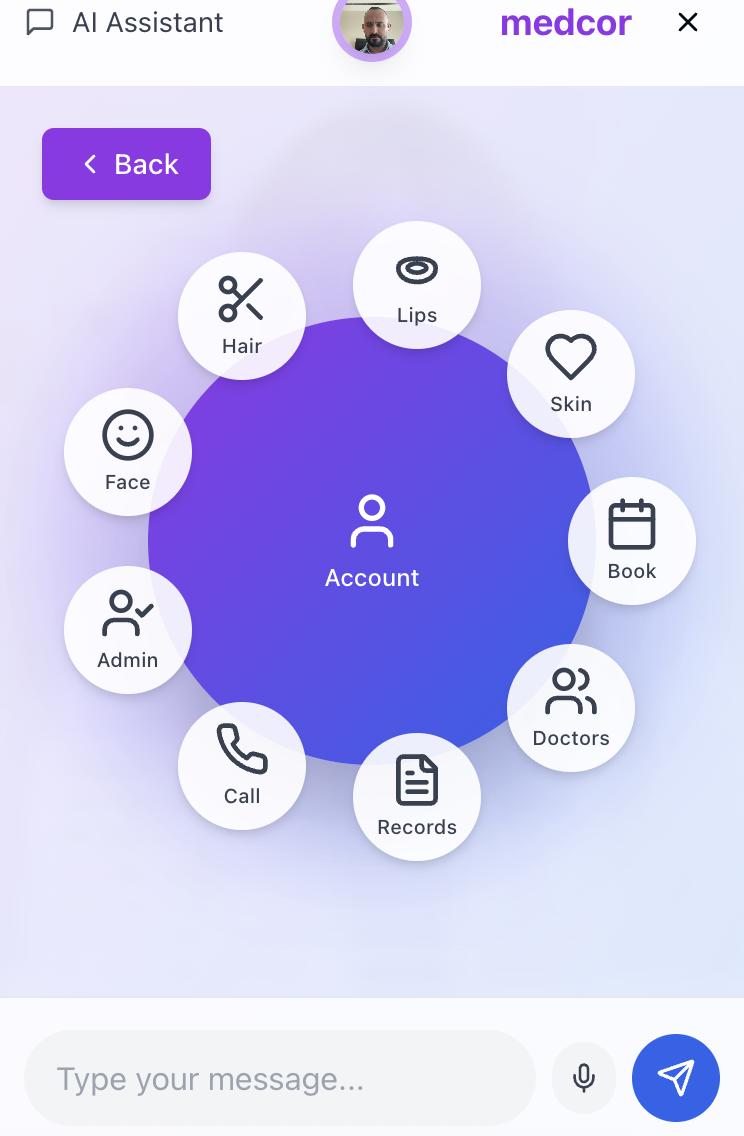 AI Assistant
medcor
Back
Lips
Hair
Skin
Face
Account
Book
Admin
Doctors
Call
Records
Type your message...